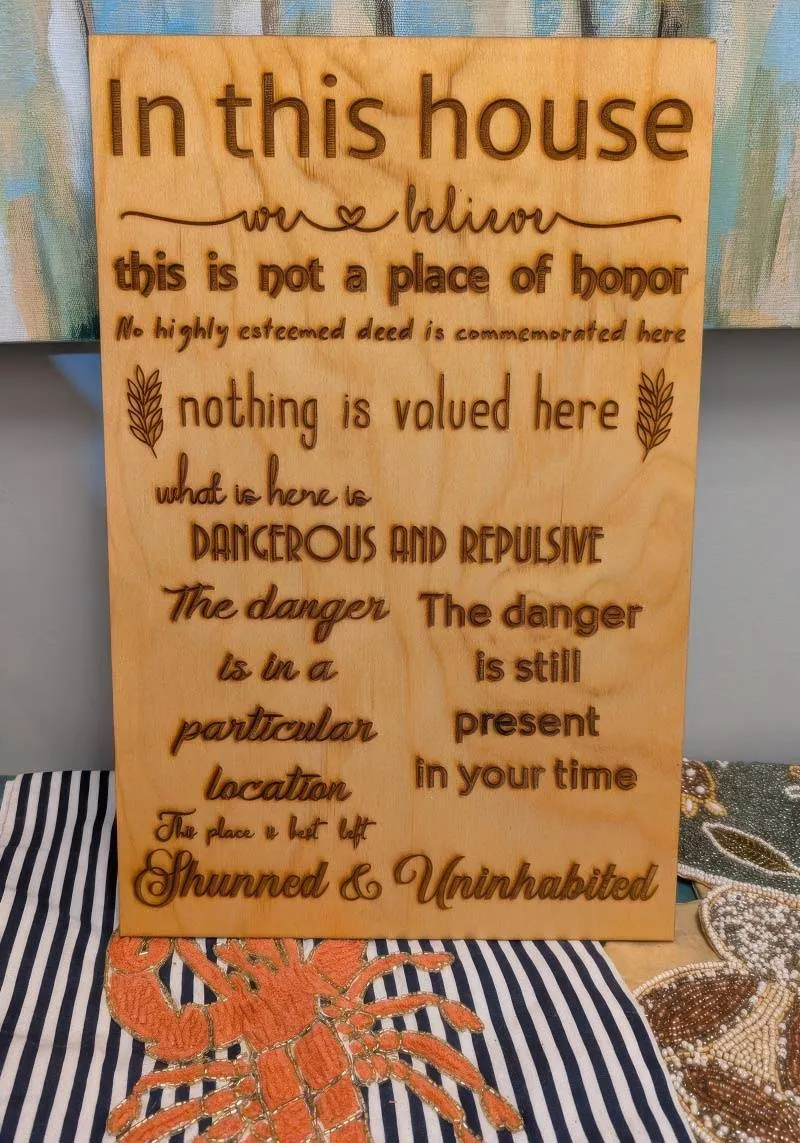 In this house
we believe
this is not a place of honor
No highly esteemed deed is commemorated here
nothing is valued here
what is here is
DANGEROUS AND REPULSIVE
The danger
is in a
particular
location
The danger
is still
present
in your time
This place is best left
Shunned & Uninhabited